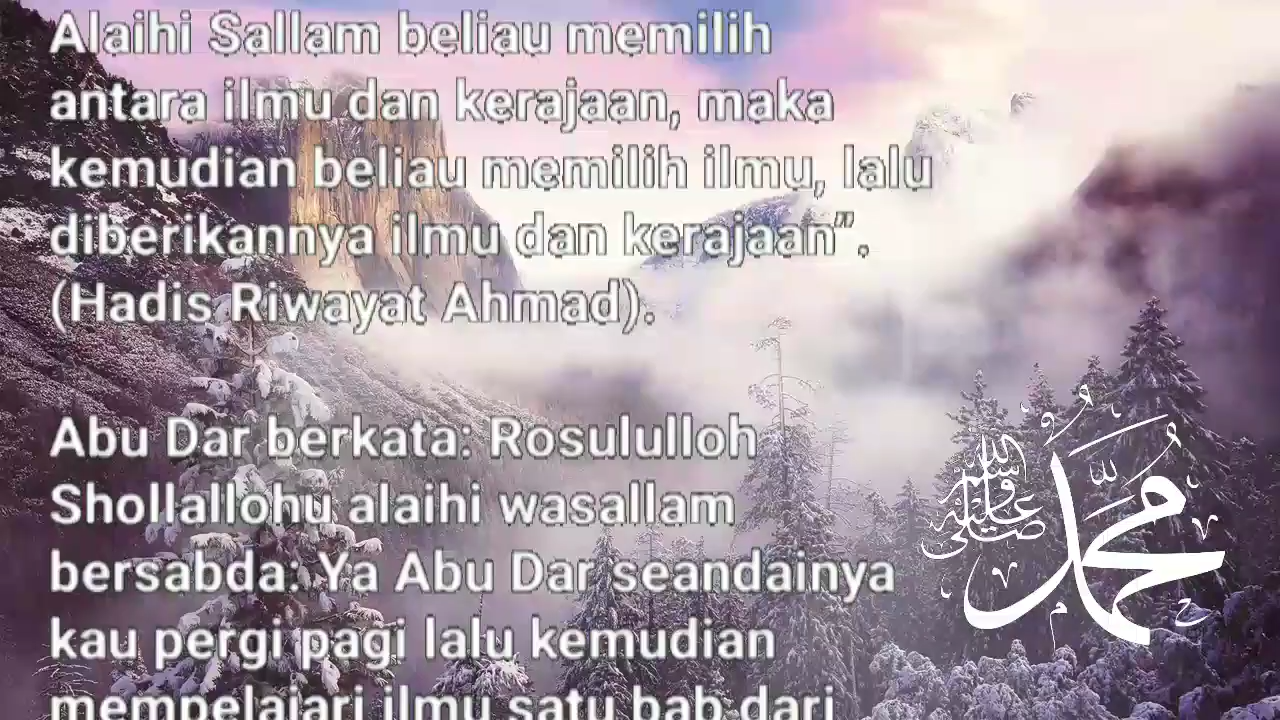 Alaihi Sallam beliau memilih
antara ilmu dan kerajaan, maka
kemudian beliau memilih ilmu, lalu
diberikannya ilmu dan kerajaan”.
(Hadis Riwayat Ahmad).
Abu Dar berkata: Rosululloh
Shollallohu alaihi wasallam
bersabda: Ya Abu Dar seandainya
kau pergi pagi lalu kemudian
mempelajari ilmu satu bab dari
محمد
صلى الله عليه وسلم